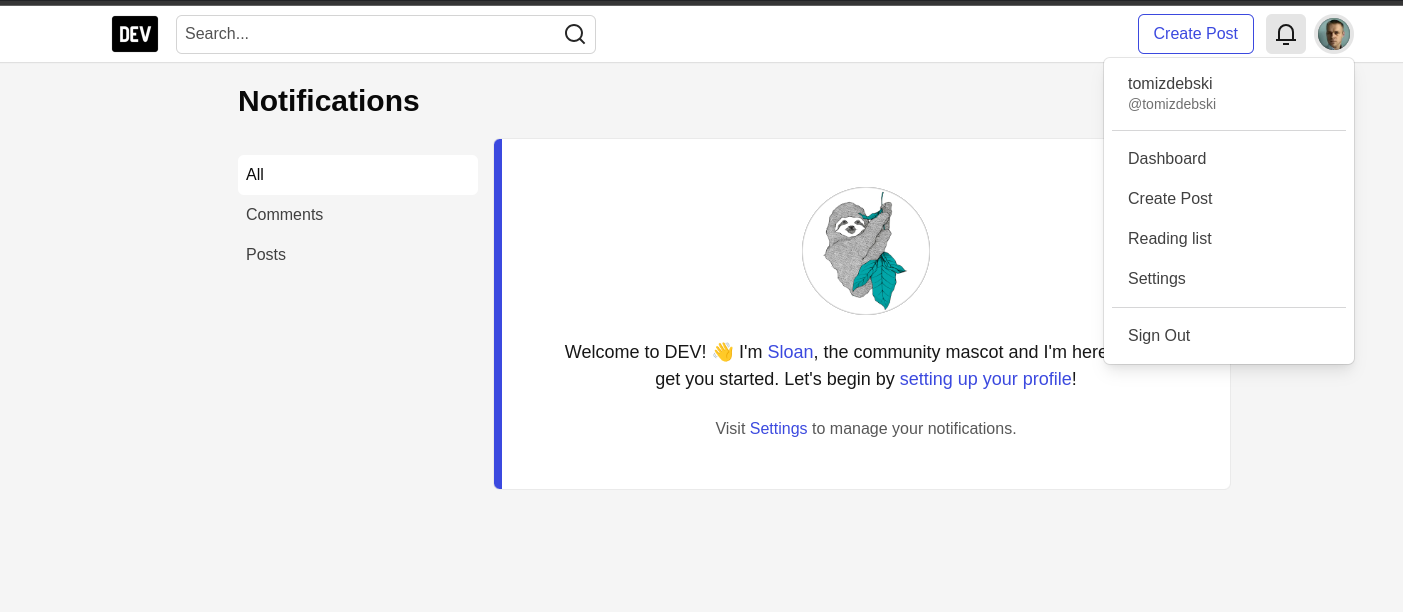 DEV
Search...
Create Post
tomizdebski
@tomizdebski
Dashboard
Create Post
Reading list
Settings
Sign Out
Notifications
All
Comments
Posts
Welcome to DEV! 👋 I'm Sloan, the community mascot and I'm here
get you started. Let's begin by setting up your profile!
Visit Settings to manage your notifications.